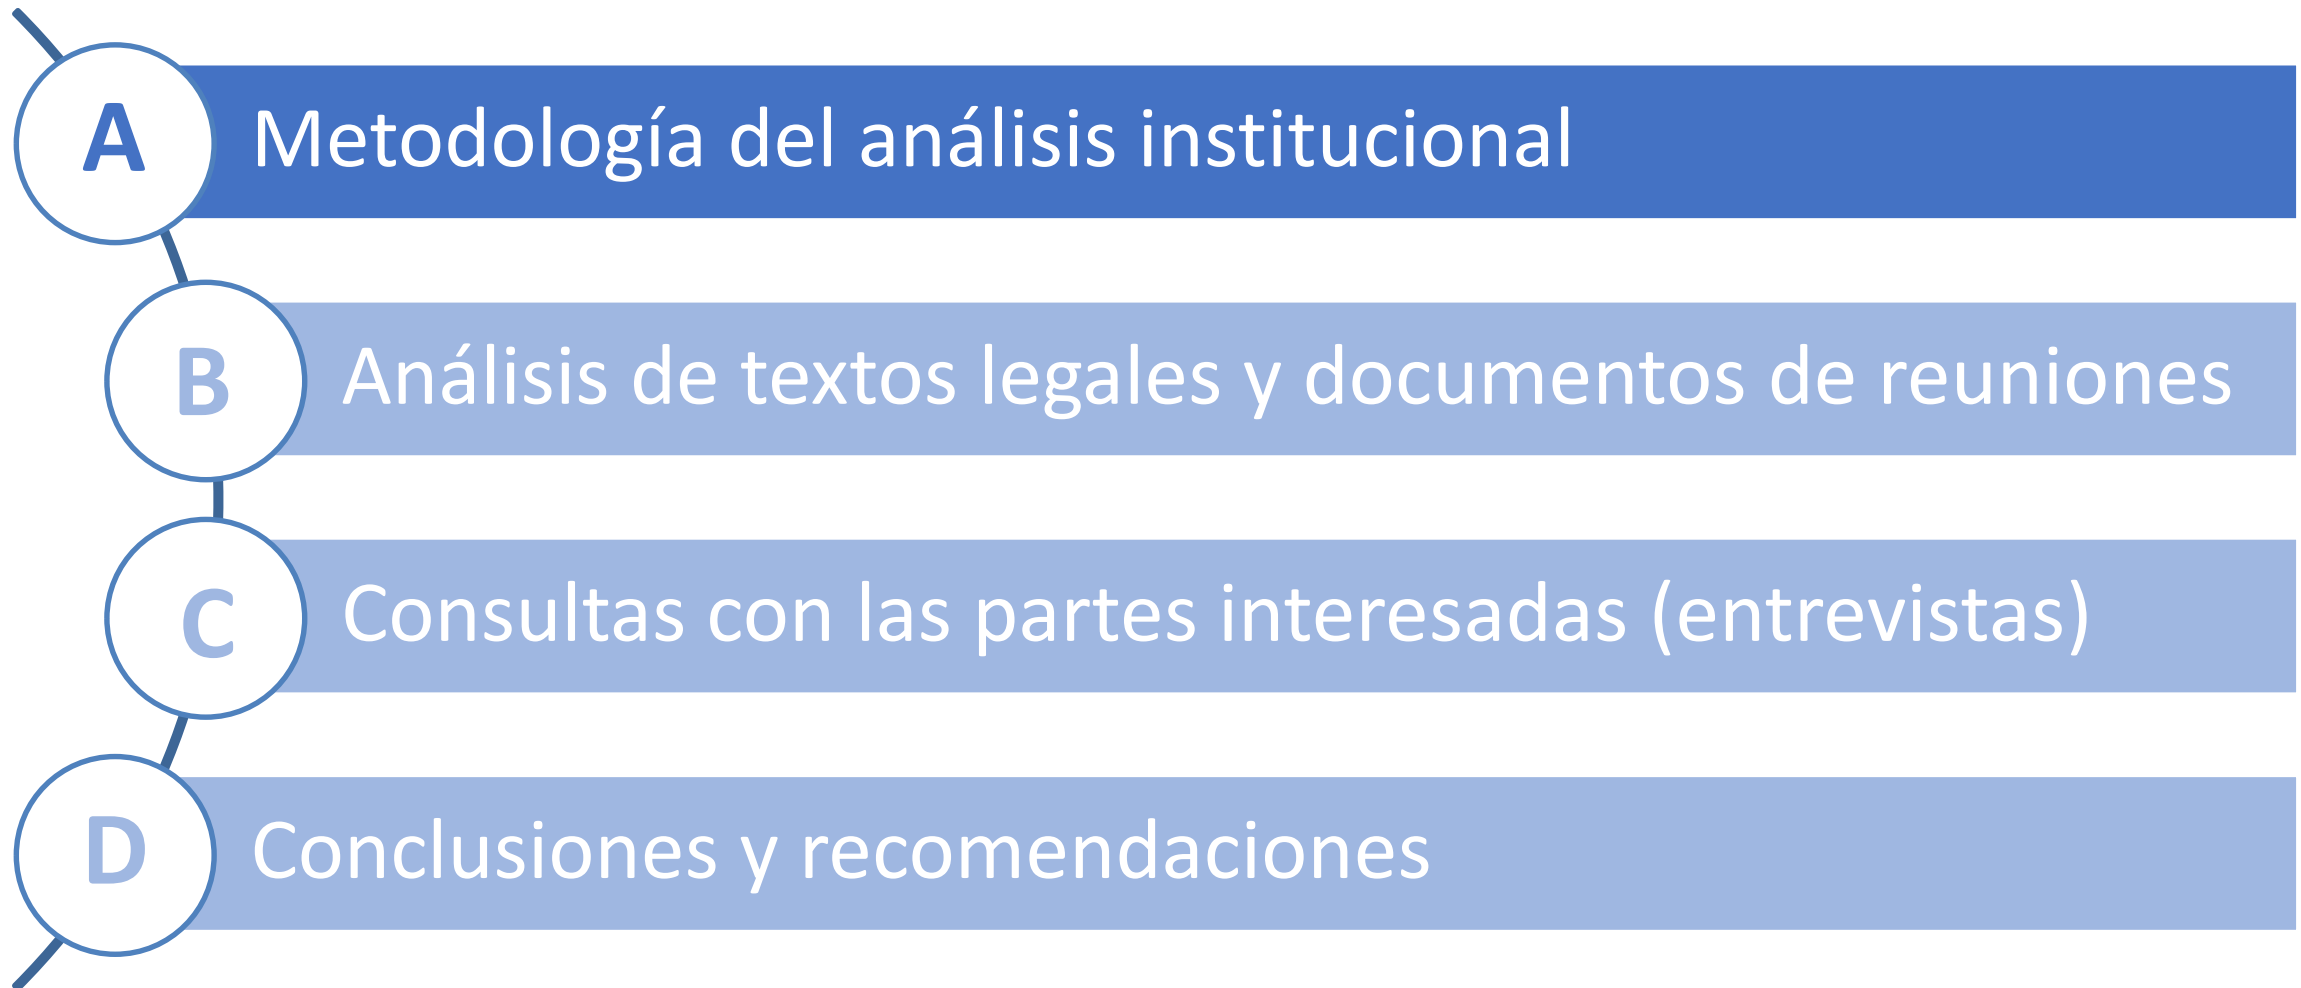 A
Metodología del análisis institucional
B
Análisis de textos legales y documentos de reuniones
C
Consultas con las partes interesadas (entrevistas)
D
Conclusiones y recomendaciones